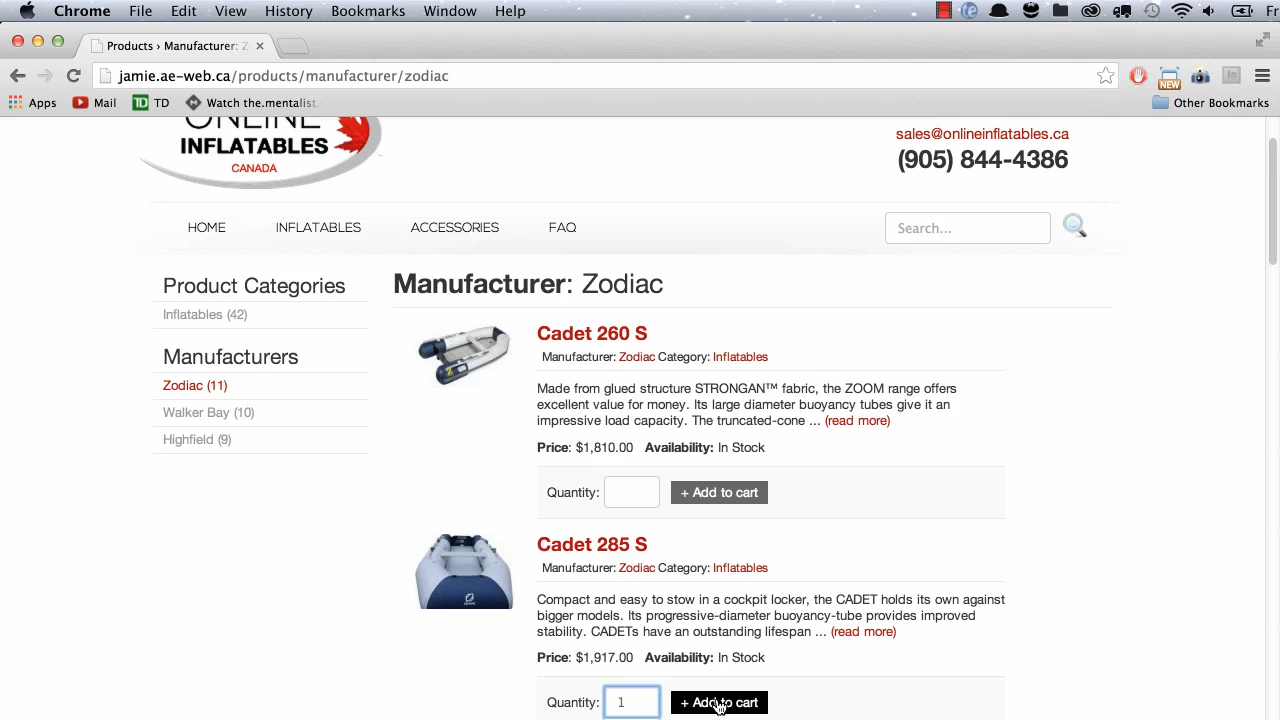 Chrome File Edit View History Bookmarks Window Help Fr
Products › Manufacturer: Z
jamie.ae-web.ca/products/manufacturer/zodiac
NEW
Apps Mail TD TD Watch the.mentalist. Other Bookmarks
ONLINE
INFLATABLES
CANADA
sales@onlineinflatables.ca
(905) 844-4386
HOME INFLATABLES ACCESSORIES FAQ Search...
Product Categories
Inflatables (42)
Manufacturers
Zodiac (11)
Walker Bay (10)
Highfield (9)
Manufacturer: Zodiac
Cadet 260 S
Manufacturer: Zodiac Category: Inflatables
Made from glued structure STRONGAN™ fabric, the ZOOM range offers
excellent value for money. Its large diameter buoyancy tubes give it an
impressive load capacity. The truncated-cone ... (read more)
Price: $1,810.00 Availability: In Stock
Quantity: + Add to cart
Cadet 285 S
Manufacturer: Zodiac Category: Inflatables
Compact and easy to stow in a cockpit locker, the CADET holds its own against
bigger models. Its progressive-diameter buoyancy-tube provides improved
stability. CADETs have an outstanding lifespan ... (read more)
Price: $1,917.00 Availability: In Stock
Quantity: 1 + Add to cart